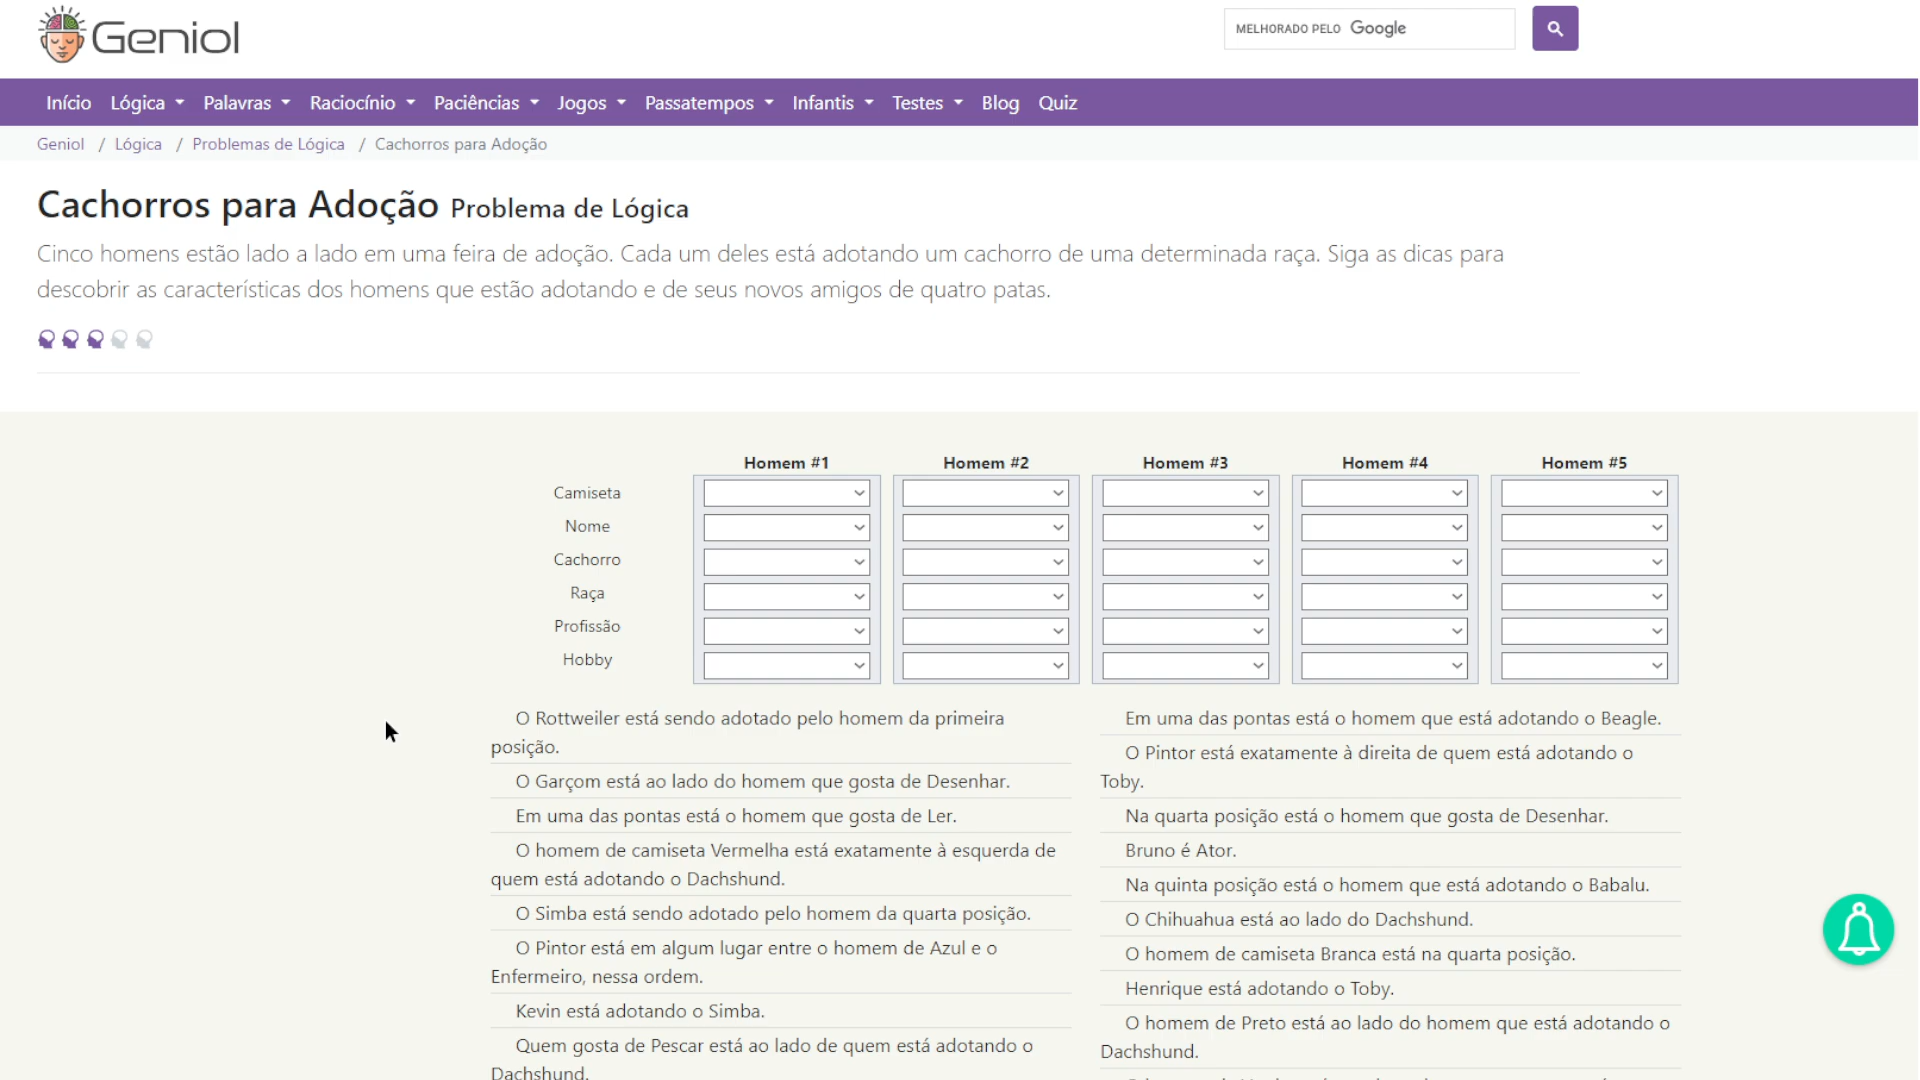 Geniol
MELHORADO PELO Google
Início Lógica Palavras Raciocínio Paciências Jogos Passatempos Infantis Testes Blog Quiz
Geniol / Lógica / Problemas de Lógica / Cachorros para Adoção
Cachorros para Adoção Problema de Lógica
Cinco homens estão lado a lado em uma feira de adoção. Cada um deles está adotando um cachorro de uma determinada raça. Siga as dicas para
descobrir as características dos homens que estão adotando e de seus novos amigos de quatro patas.
Homem #1 Homem #2 Homem #3 Homem #4 Homem #5
Camiseta
Nome
Cachorro
Raça
Profissão
Hobby
O Rottweiler está sendo adotado pelo homem da primeira
posição.
O Garçom está ao lado do homem que gosta de Desenhar.
Em uma das pontas está o homem que gosta de Ler.
O homem de camiseta Vermelha está exatamente à esquerda de
quem está adotando o Dachshund.
O Simba está sendo adotado pelo homem da quarta posição.
O Pintor está em algum lugar entre o homem de Azul e o
Enfermeiro, nessa ordem.
Kevin está adotando o Simba.
Quem gosta de Pescar está ao lado de quem está adotando o
Dachshund.
Em uma das pontas está o homem que está adotando o Beagle.
O Pintor está exatamente à direita de quem está adotando o
Toby.
Na quarta posição está o homem que gosta de Desenhar.
Bruno é Ator.
Na quinta posição está o homem que está adotando o Babalu.
O Chihuahua está ao lado do Dachshund.
O homem de camiseta Branca está na quarta posição.
Henrique está adotando o Toby.
O homem de Preto está ao lado do homem que está adotando o
Dachshund.